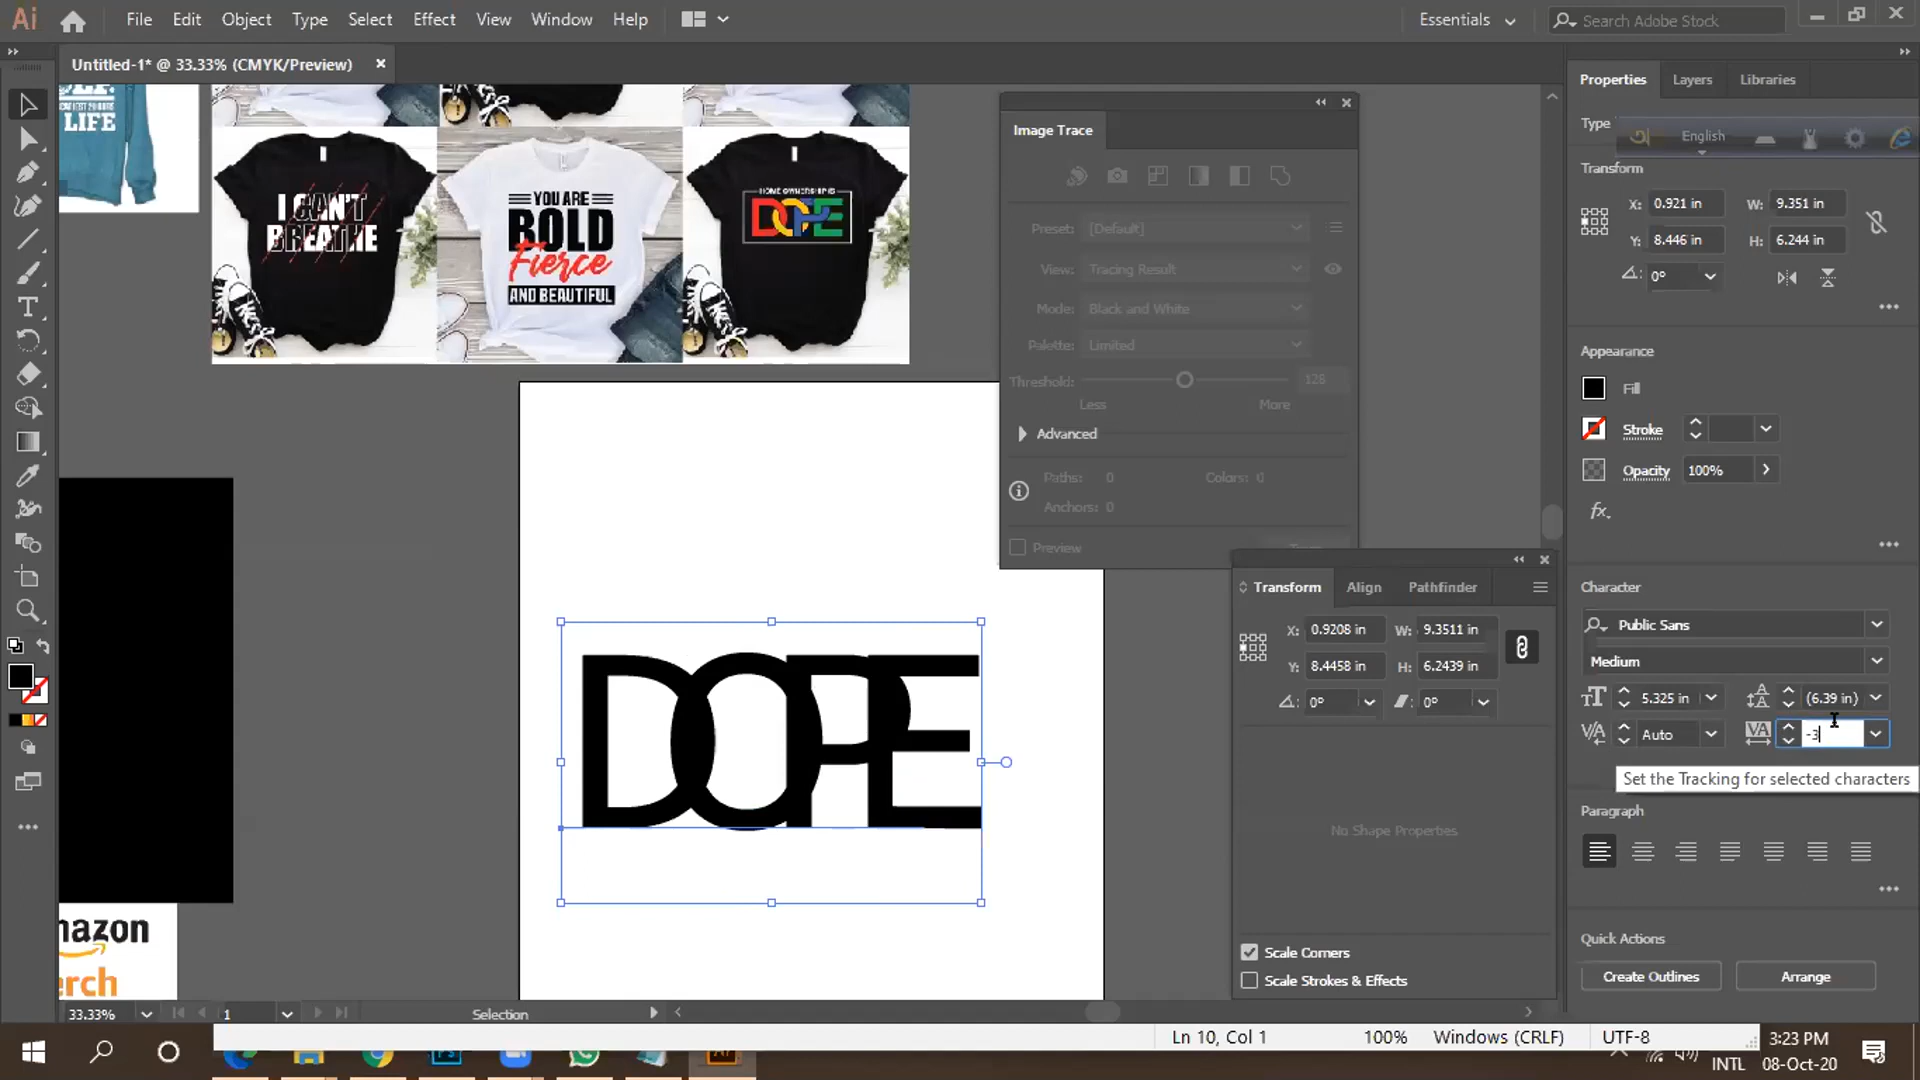 Ai File Edit Object Type Select Effect View Window Help Essentials Search Adobe Stock
Untitled-1* @ 33.33% (CMYK/Preview)
LIFE
I CAN'T
BREATHE
YOU ARE
BOLD
Fierce
AND BEAUTIFUL
HOME OWNERSHIP IS
DOPE
DOPE
amazon
erch
Image Trace
Preset: [Default]
View: Tracing Result
Mode: Black and White
Palette: Limited
Threshold: 128
Less More
Advanced
Paths: 0 Colors: 0
Anchors: 0
Preview
Transform Align Pathfinder
X: 0.9208 in W: 9.3511 in
Y: 8.4458 in H: 6.2439 in
0° 0°
No Shape Properties
Scale Corners
Scale Strokes & Effects
Properties Layers Libraries
Type
English
Transform
X: 0.921 in W: 9.351 in
Y: 8.446 in H: 6.244 in
0°
Appearance
Fill
Stroke
Opacity 100%
fx
Character
Public Sans
Medium
5.325 in (6.39 in)
Auto -3
Set the Tracking for selected characters
Paragraph
Quick Actions
Create Outlines Arrange
33.33% 1 Selection
Ln 10, Col 1 100% Windows (CRLF) UTF-8
3:23 PM
INTL 08-Oct-20